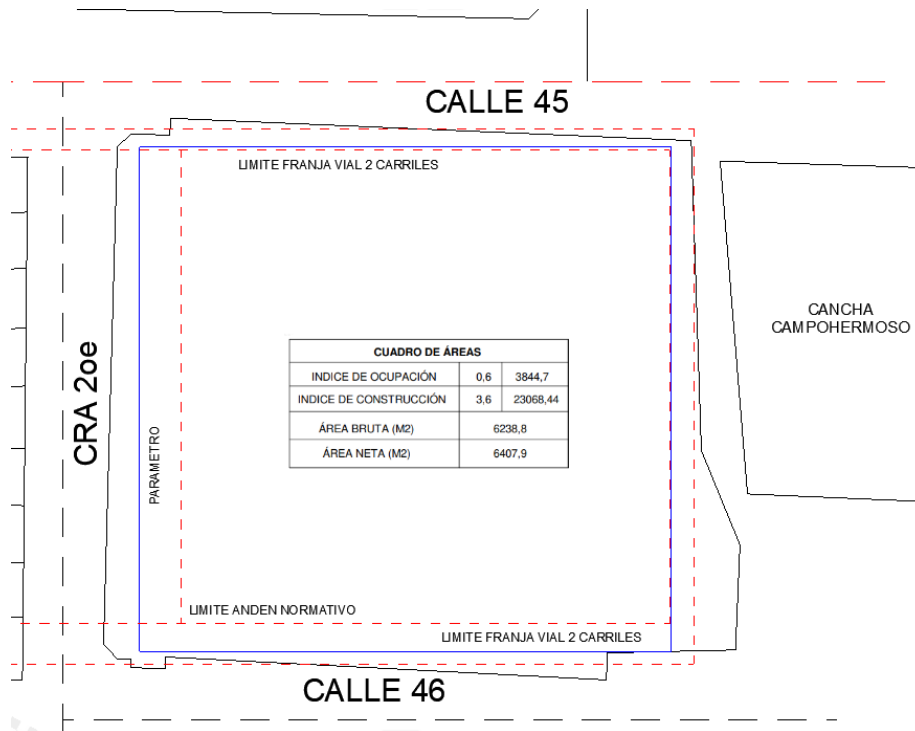 CALLE 45
LIMITE FRANJA VIAL 2 CARRILES
CANCHA
CAMPOHERMOSO
CRA 2oe
PARAMETRO
CUADRO DE ÁREAS
INDICE DE OCUPACIÓN 0,6 3844,7
INDICE DE CONSTRUCCIÓN 3,6 23068,44
ÁREA BRUTA (M2) 6238,8
ÁREA NETA (M2) 6407,9
LIMITE ANDEN NORMATIVO
LIMITE FRANJA VIAL 2 CARRILES
CALLE 46